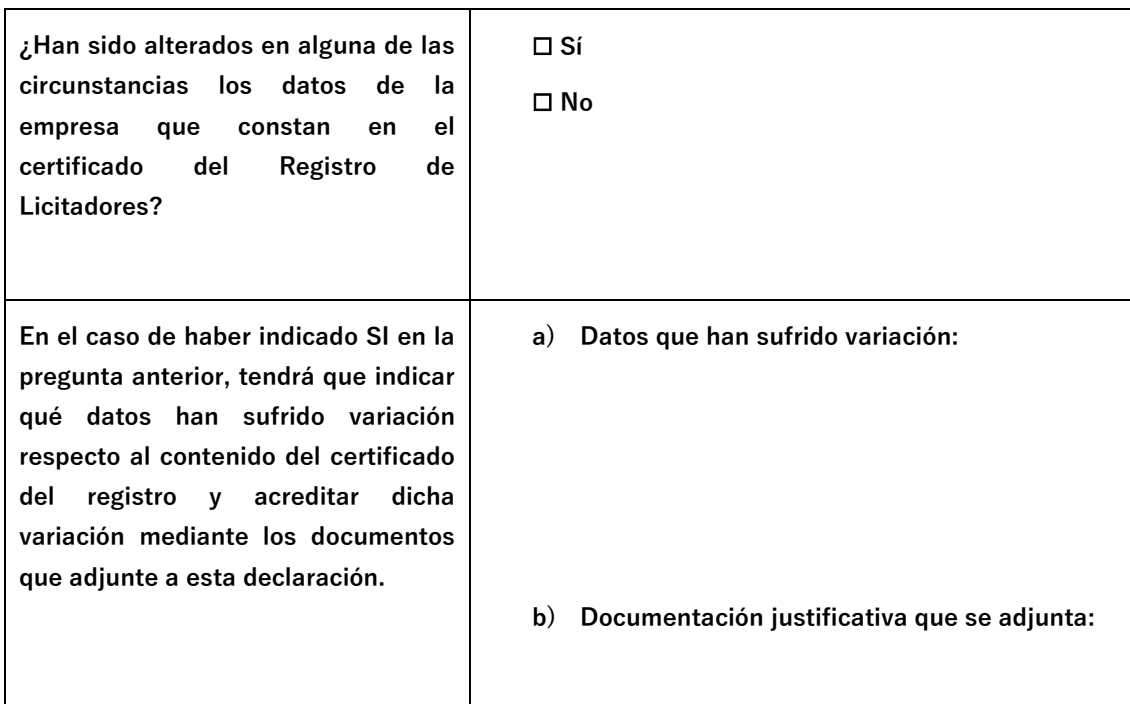 ¿Han sido alterados en alguna de las
circunstancias los datos de la
empresa que constan en el
certificado del Registro de
Licitadores?
☐ Sí
☐ No
En el caso de haber indicado SI en la
pregunta anterior, tendrá que indicar
qué datos han sufrido variación
respecto al contenido del certificado
del registro y acreditar dicha
variación mediante los documentos
que adjunte a esta declaración.
a) Datos que han sufrido variación:
b) Documentación justificativa que se adjunta: